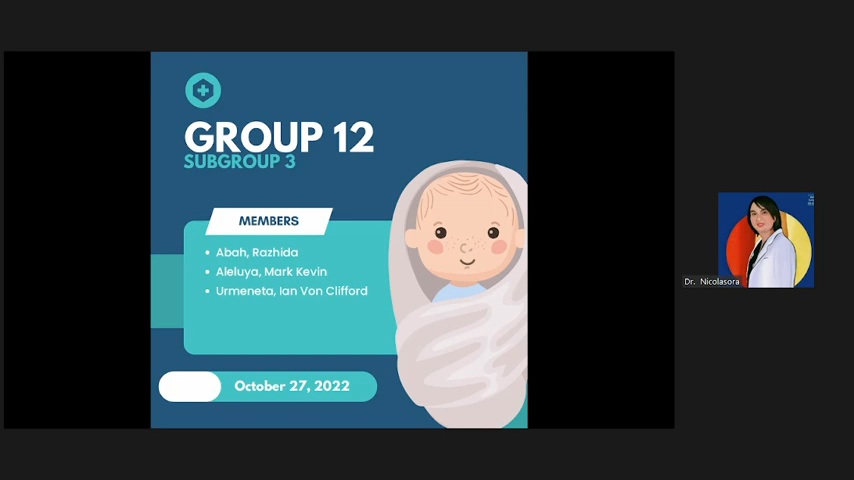 GROUP 12
SUBGROUP 3
MEMBERS
Abah, Razhida
Aleluya, Mark Kevin
Urmeneta, Ian Von Clifford
October 27, 2022
Dr. Nicolasora